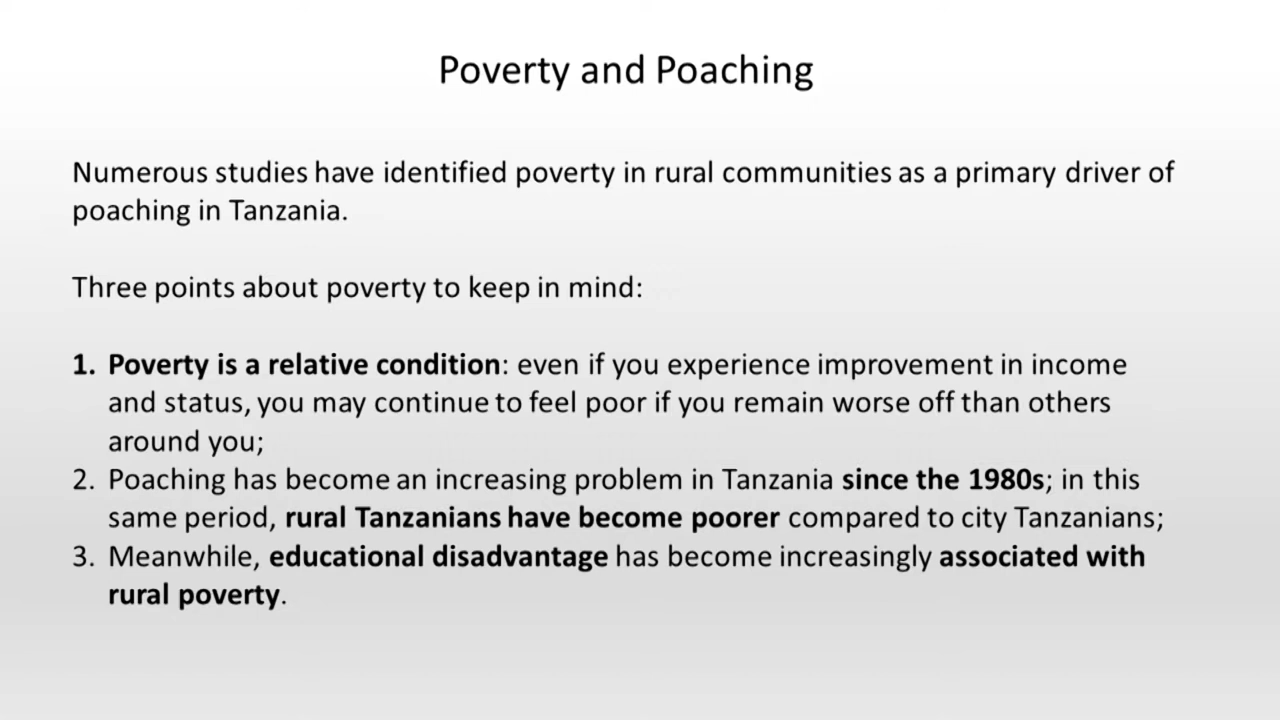 Poverty and Poaching
Numerous studies have identified poverty in rural communities as a primary driver of
poaching in Tanzania.
Three points about poverty to keep in mind:
1. Poverty is a relative condition: even if you experience improvement in income
and status, you may continue to feel poor if you remain worse off than others
around you;
2. Poaching has become an increasing problem in Tanzania since the 1980s; in this
same period, rural Tanzanians have become poorer compared to city Tanzanians;
3. Meanwhile, educational disadvantage has become increasingly associated with
rural poverty.